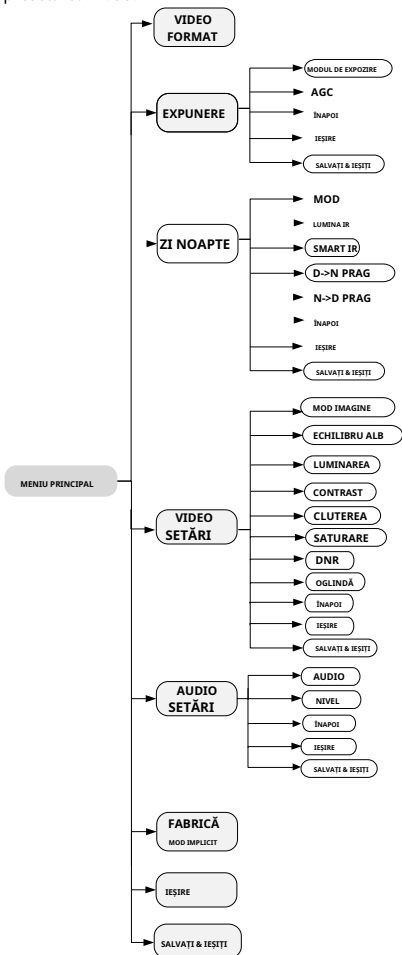 VIDEO
FORMAT
EXPUNERE
MODUL DE EXPOZIRE
AGC
ÎNAPOI
IEȘIRE
SALVAȚI & IEȘIȚI
ZI NOAPTE
MOD
LUMINA IR
SMART IR
D->N PRAG
N->D PRAG
ÎNAPOI
IEȘIRE
SALVAȚI & IEȘIȚI
MENIU PRINCIPAL
VIDEO
SETĂRI
MOD IMAGINE
ECHILIBRU ALB
LUMINAREA
CONTRAST
CLUTEREA
SATURARE
DNR
OGLINDĂ
ÎNAPOI
IEȘIRE
SALVAȚI & IEȘIȚI
AUDIO
SETĂRI
AUDIO
NIVEL
ÎNAPOI
IEȘIRE
SALVAȚI & IEȘIȚI
FABRICĂ
MOD IMPLICIT
IEȘIRE
SALVAȚI & IEȘIȚI